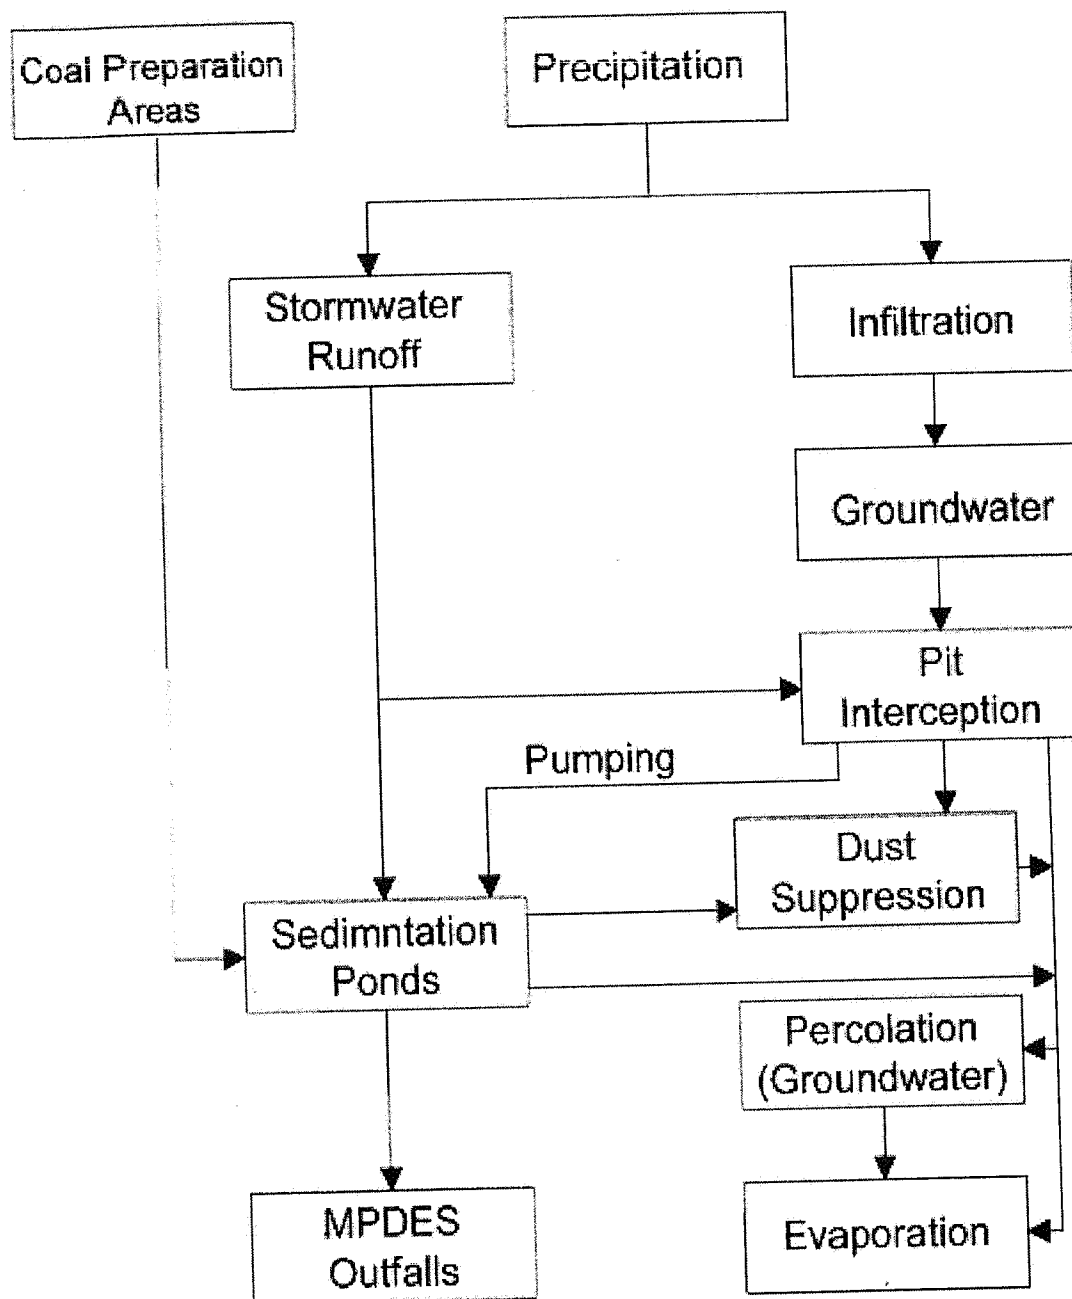 Coal Preparation
Areas
Precipitation
Stormwater
Runoff
Infiltration
Groundwater
Pit
Interception
Pumping
Dust
Suppression
Sedimntation
Ponds
Percolation
(Groundwater)
MPDES
Outfalls
Evaporation